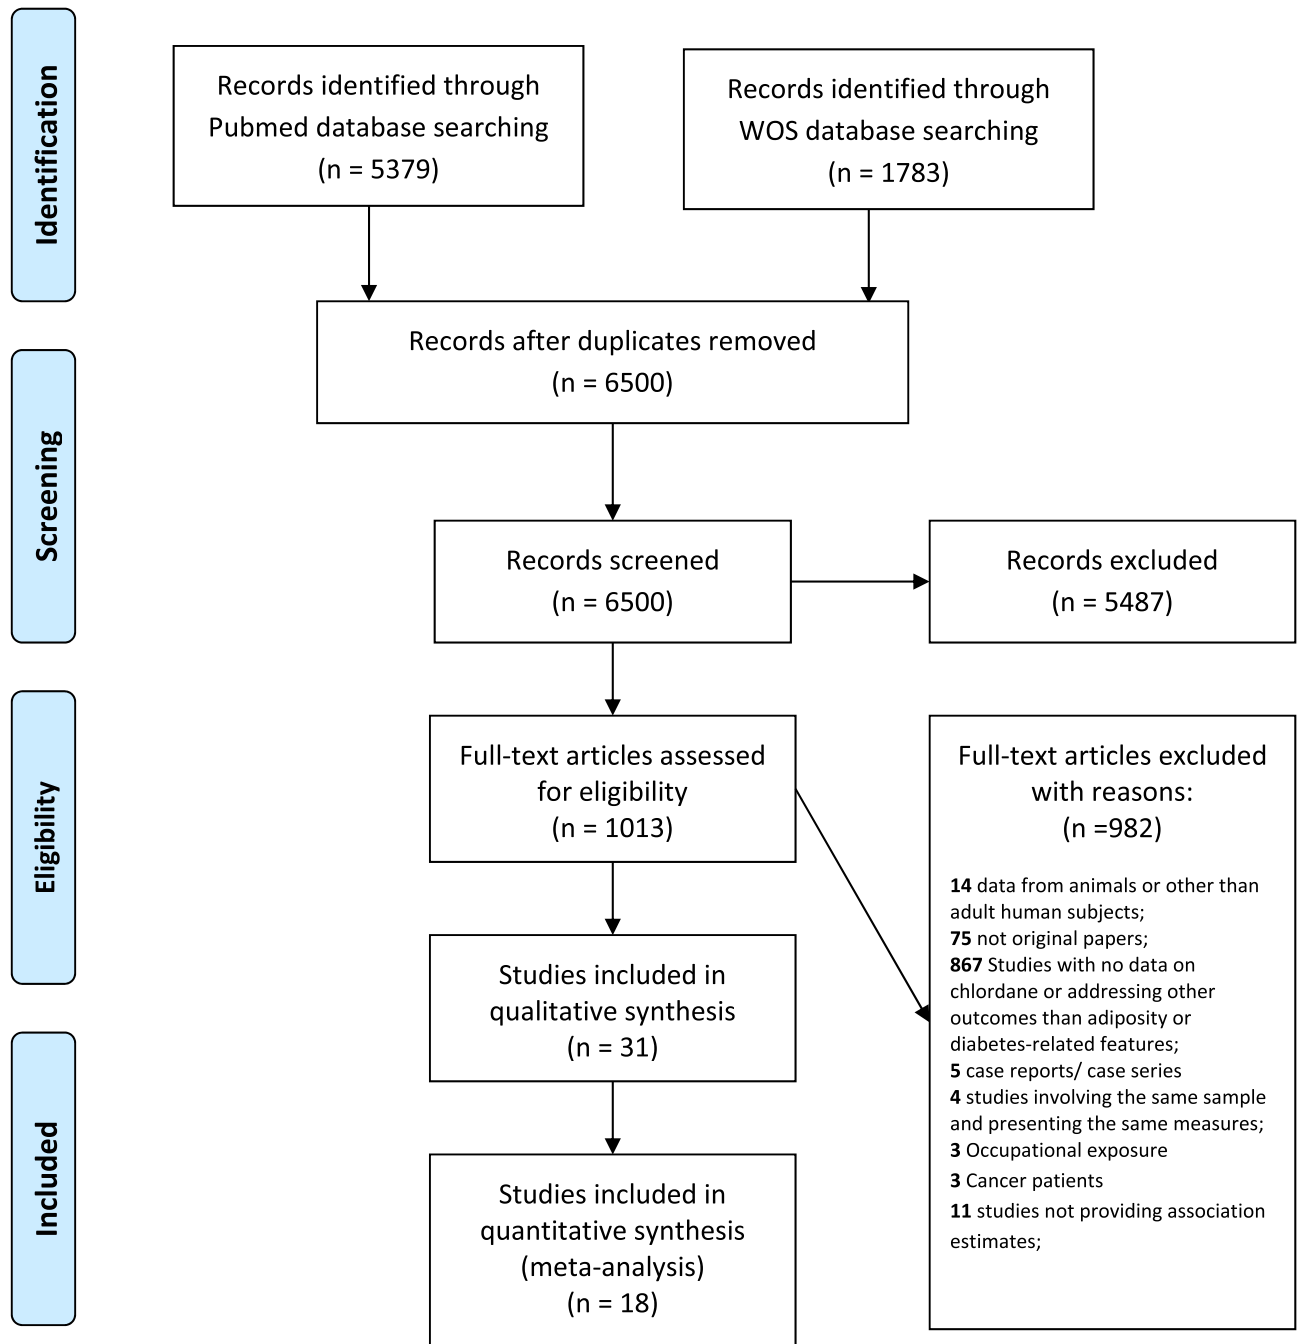 Identification
Records identified through
Pubmed database searching
(n = 5379)
Records identified through
WOS database searching
(n = 1783)
Records after duplicates removed
(n = 6500)
Screening
Records screened
(n = 6500)
Records excluded
(n = 5487)
Eligibility
Full-text articles assessed
for eligibility
(n = 1013)
Full-text articles excluded
with reasons:
(n =982)
14 data from animals or other than
adult human subjects;
75 not original papers;
867 Studies with no data on
chlordane or addressing other
outcomes than adiposity or
diabetes-related features;
5 case reports/ case series
4 studies involving the same sample
and presenting the same measures;
3 Occupational exposure
3 Cancer patients
11 studies not providing association
estimates;
Studies included in
qualitative synthesis
(n = 31)
Included
Studies included in
quantitative synthesis
(meta-analysis)
(n = 18)